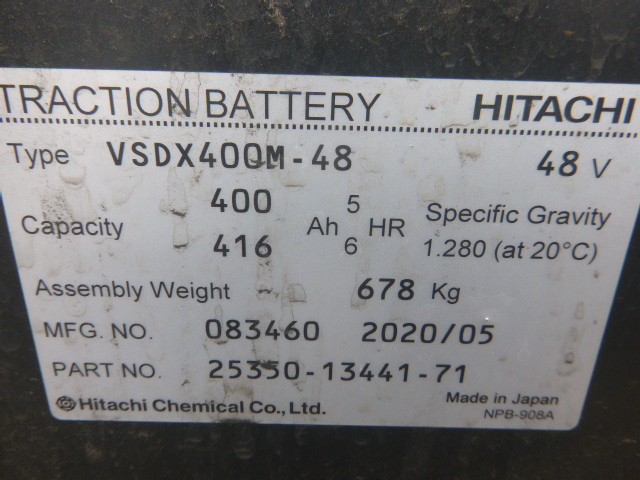 TRACTION BATTERY HITACHI
Type VSDX400M-48 48 V
Capacity 400 Ah 5 HR Specific Gravity
416 6 1.280 (at 20°C)
Assembly Weight 678 Kg
MFG. NO. 083460 2020/05
PART NO. 25350-13441-71
Hitachi Chemical Co., Ltd. Made in Japan
NPB-908A